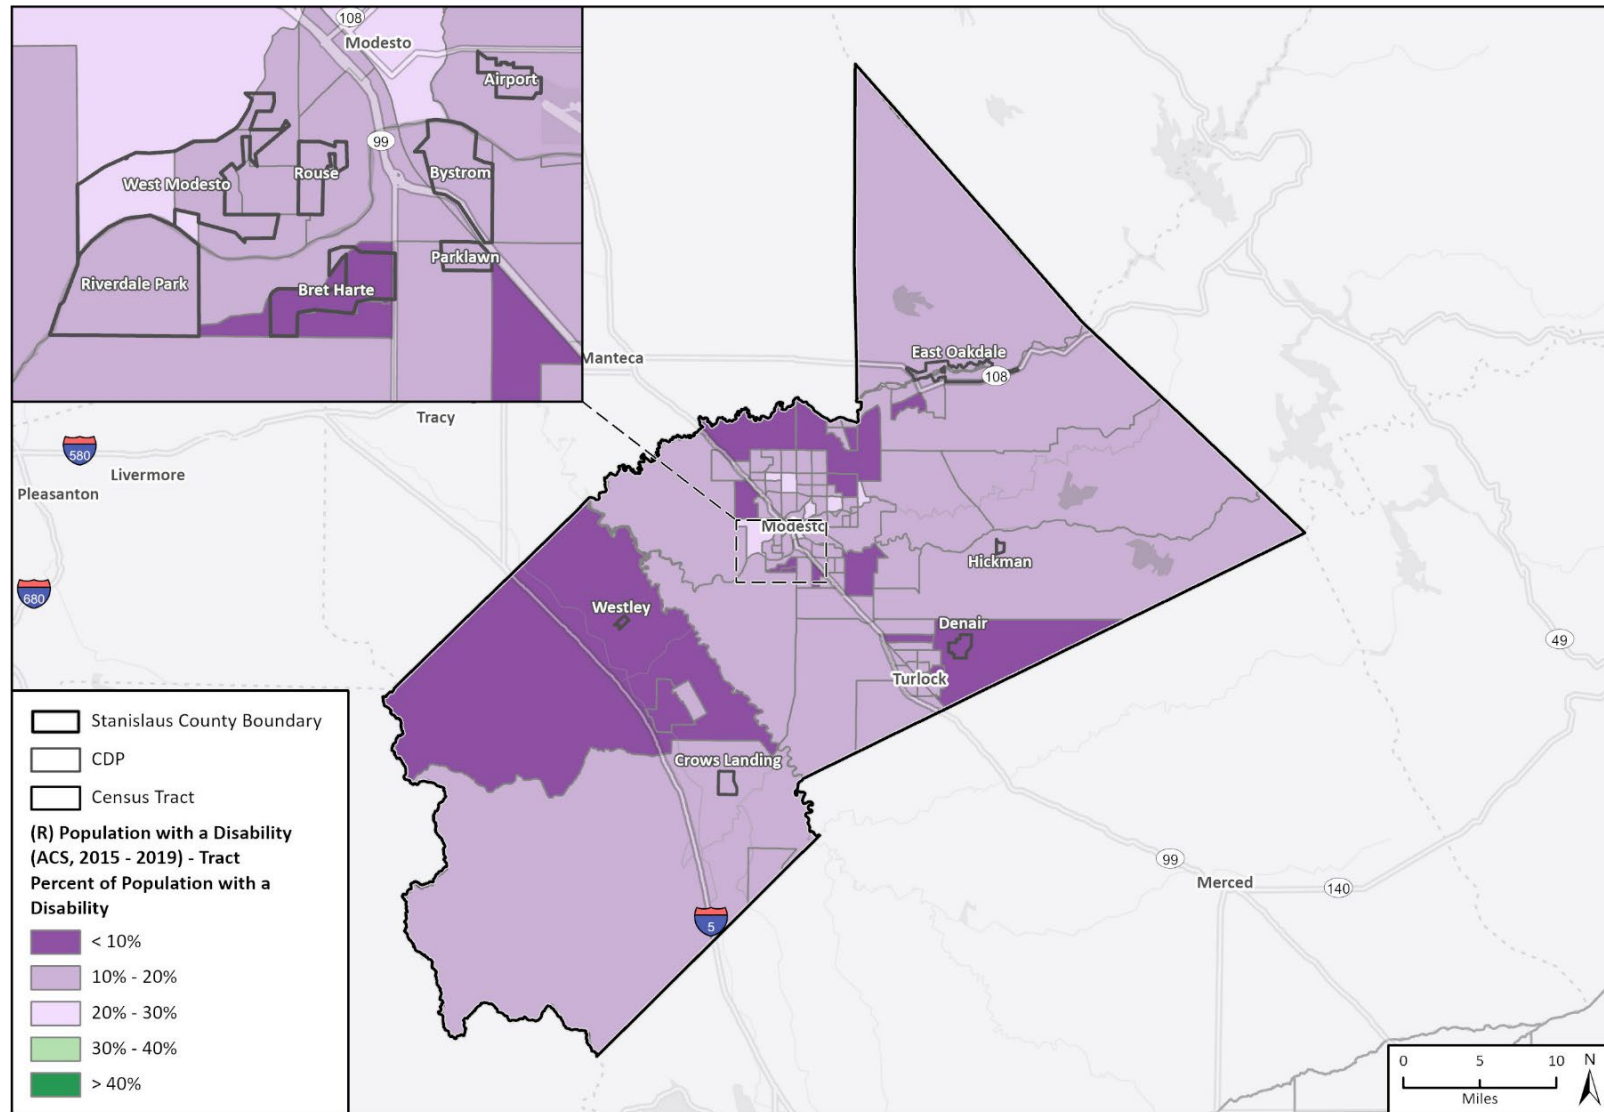 108
Modesto
Airport
99
West Modesto
Rouse
Bystrom
Parklawn
Riverdale Park
Bret Harte
Manteca
Tracy
580
Livermore
Pleasanton
680
East Oakdale
108
Modesto
Hickman
Westley
Denair
Turlock
49
Crows Landing
5
99
Merced
140
Stanislaus County Boundary
CDP
Census Tract
(R) Population with a Disability
(ACS, 2015 - 2019) - Tract
Percent of Population with a
Disability
< 10%
10% - 20%
20% - 30%
30% - 40%
> 40%
0 5 10
Miles
N